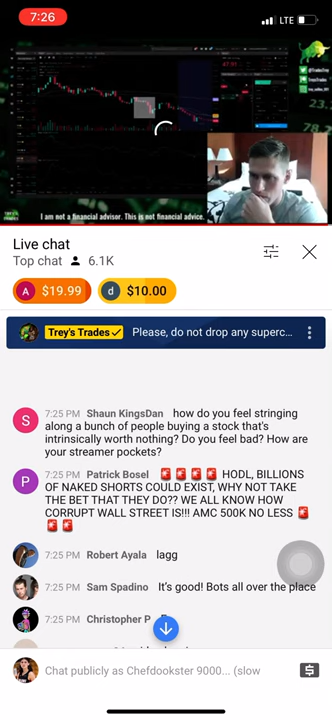 7:26
LTE
TREY'S
TRADES
I am not a financial advisor. This is not financial advice.
Live chat
Top chat 6.1K
A $19.99 d $10.00
Trey's Trades Please, do not drop any superc...
S 7:25 PM Shaun KingsDan how do you feel stringing
along a bunch of people buying a stock that's
intrinsically worth nothing? Do you feel bad? How are
your streamer pockets?
P 7:25 PM Patrick Bosel 🚨🚨🚨🚨 HODL, BILLIONS
OF NAKED SHORTS COULD EXIST, WHY NOT TAKE
THE BET THAT THEY DO?? WE ALL KNOW HOW
CORRUPT WALL STREET IS!!! AMC 500K NO LESS 🚨
🚨🚨
7:25 PM Robert Ayala lagg
7:25 PM Sam Spadino It's good! Bots all over the place
7:25 PM Christopher P
Chat publicly as Chefdookster 9000... (slow